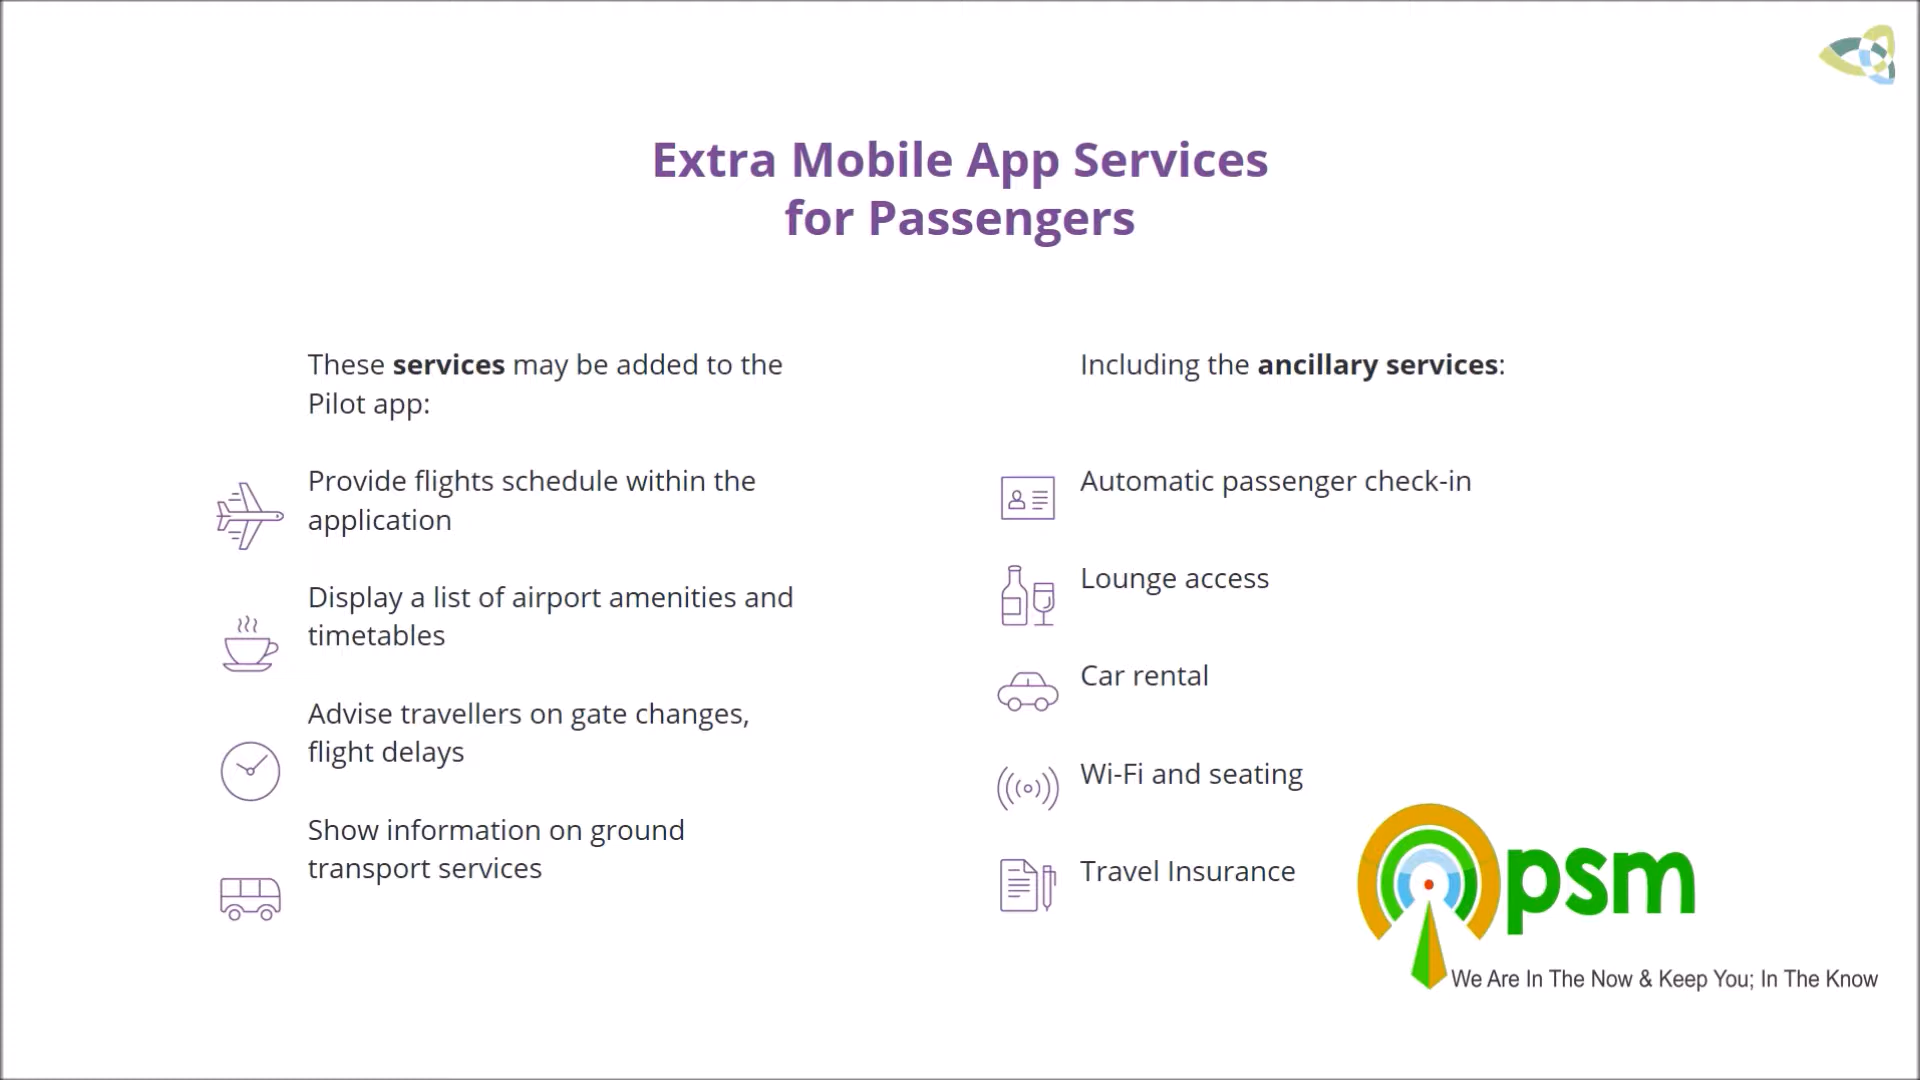 Extra Mobile App Services
for Passengers
These services may be added to the
Pilot app:
Provide flights schedule within the
application
Display a list of airport amenities and
timetables
Advise travellers on gate changes,
flight delays
Show information on ground
transport services
Including the ancillary services:
Automatic passenger check-in
Lounge access
Car rental
Wi-Fi and seating
Travel Insurance
psm
We Are In The Now & Keep You; In The Know